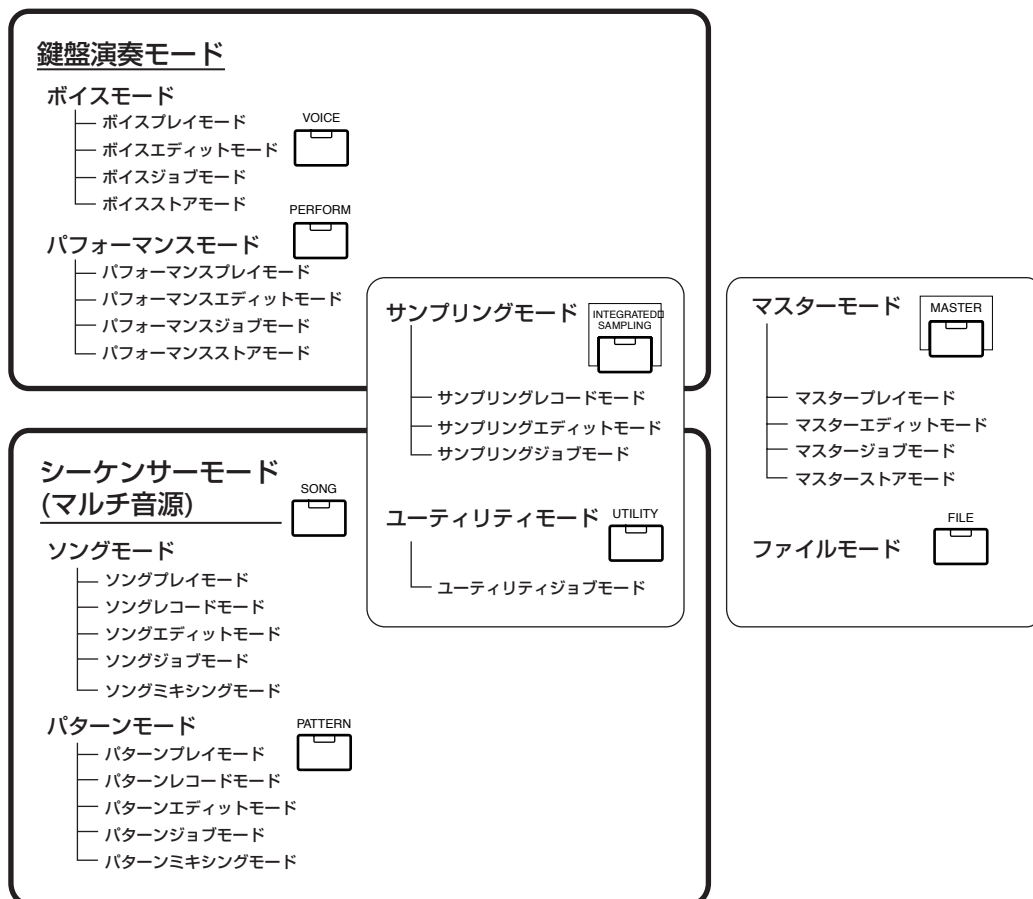 鍵盤演奏モード
ボイスモード
ボイスプレイモード
ボイスエディットモード
ボイスジョブモード
ボイスストアモード
VOICE
パフォーマンスモード
PERFORM
パフォーマンスプレイモード
パフォーマンスエディットモード
パフォーマンスジョブモード
パフォーマンスストアモード
シーケンサーモード
(マルチ音源)
SONG
ソングモード
ソングプレイモード
ソングレコードモード
ソングエディットモード
ソングジョブモード
ソングミキシングモード
パターンモード
PATTERN
パターンプレイモード
パターンレコードモード
パターンエディットモード
パターンジョブモード
パターンミキシングモード
サンプリングモード
INTEGRATED
SAMPLING
サンプリングレコードモード
サンプリングエディットモード
サンプリングジョブモード
ユーティリティモード
UTILITY
ユーティリティジョブモード
マスターモード
MASTER
マスタープレイモード
マスターエディットモード
マスタージョブモード
マスターストアモード
ファイルモード
FILE